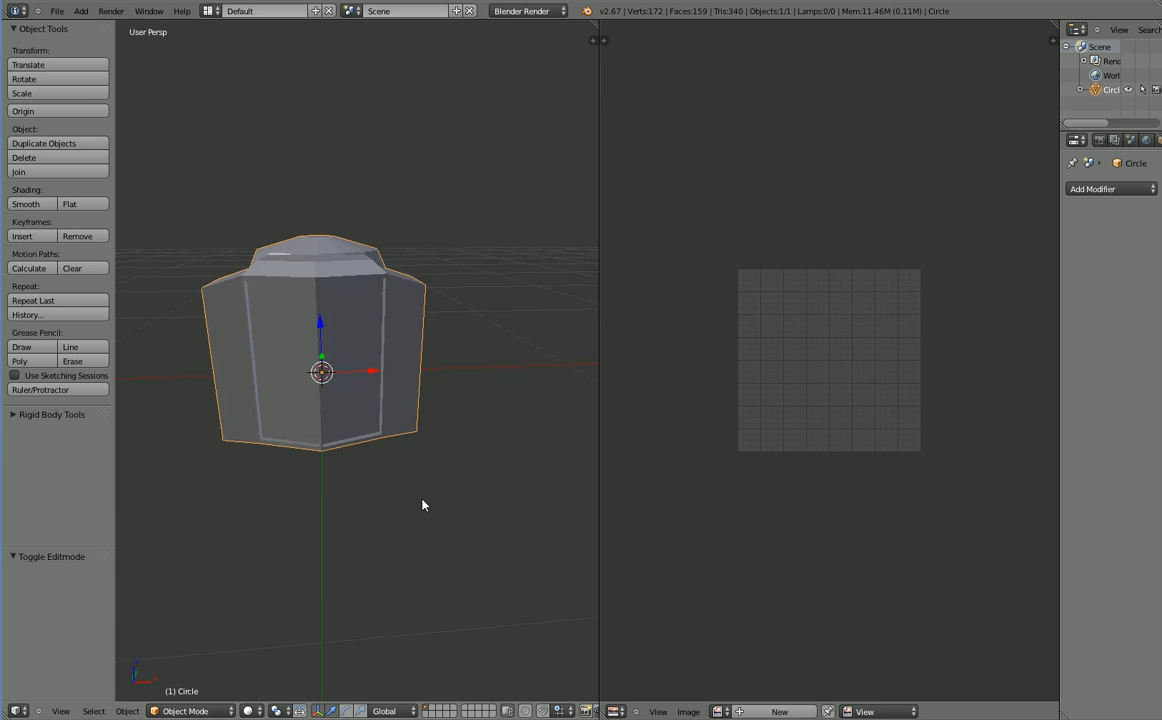 File Add Render Window Help Default Scene Blender Render v2.67 | Verts:172 | Faces:159 | Tris:340 | Objects:1/1 | Lamps:0/0 | Mem:11.46M (0.11M) | Circle
Object Tools
Transform:
Translate
Rotate
Scale
Origin
Object:
Duplicate Objects
Delete
Join
Shading:
Smooth Flat
Keyframes:
Insert Remove
Motion Paths:
Calculate Clear
Repeat:
Repeat Last
History...
Grease Pencil:
Draw Line
Poly Erase
Use Sketching Sessions
Ruler/Protractor
Rigid Body Tools
Toggle Editmode
User Persp
(1) Circle
View Select Object Object Mode Global
View Image New View
View Search
Scene
Rend
Worl
Circl
Circle
Add Modifier